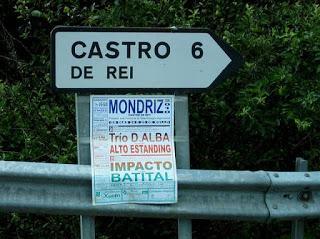 CASTRO 6
DE REI
MONDRIZ
Trio D,ALBA
ALTO ESTANDING
IMPACTO
BATITAL